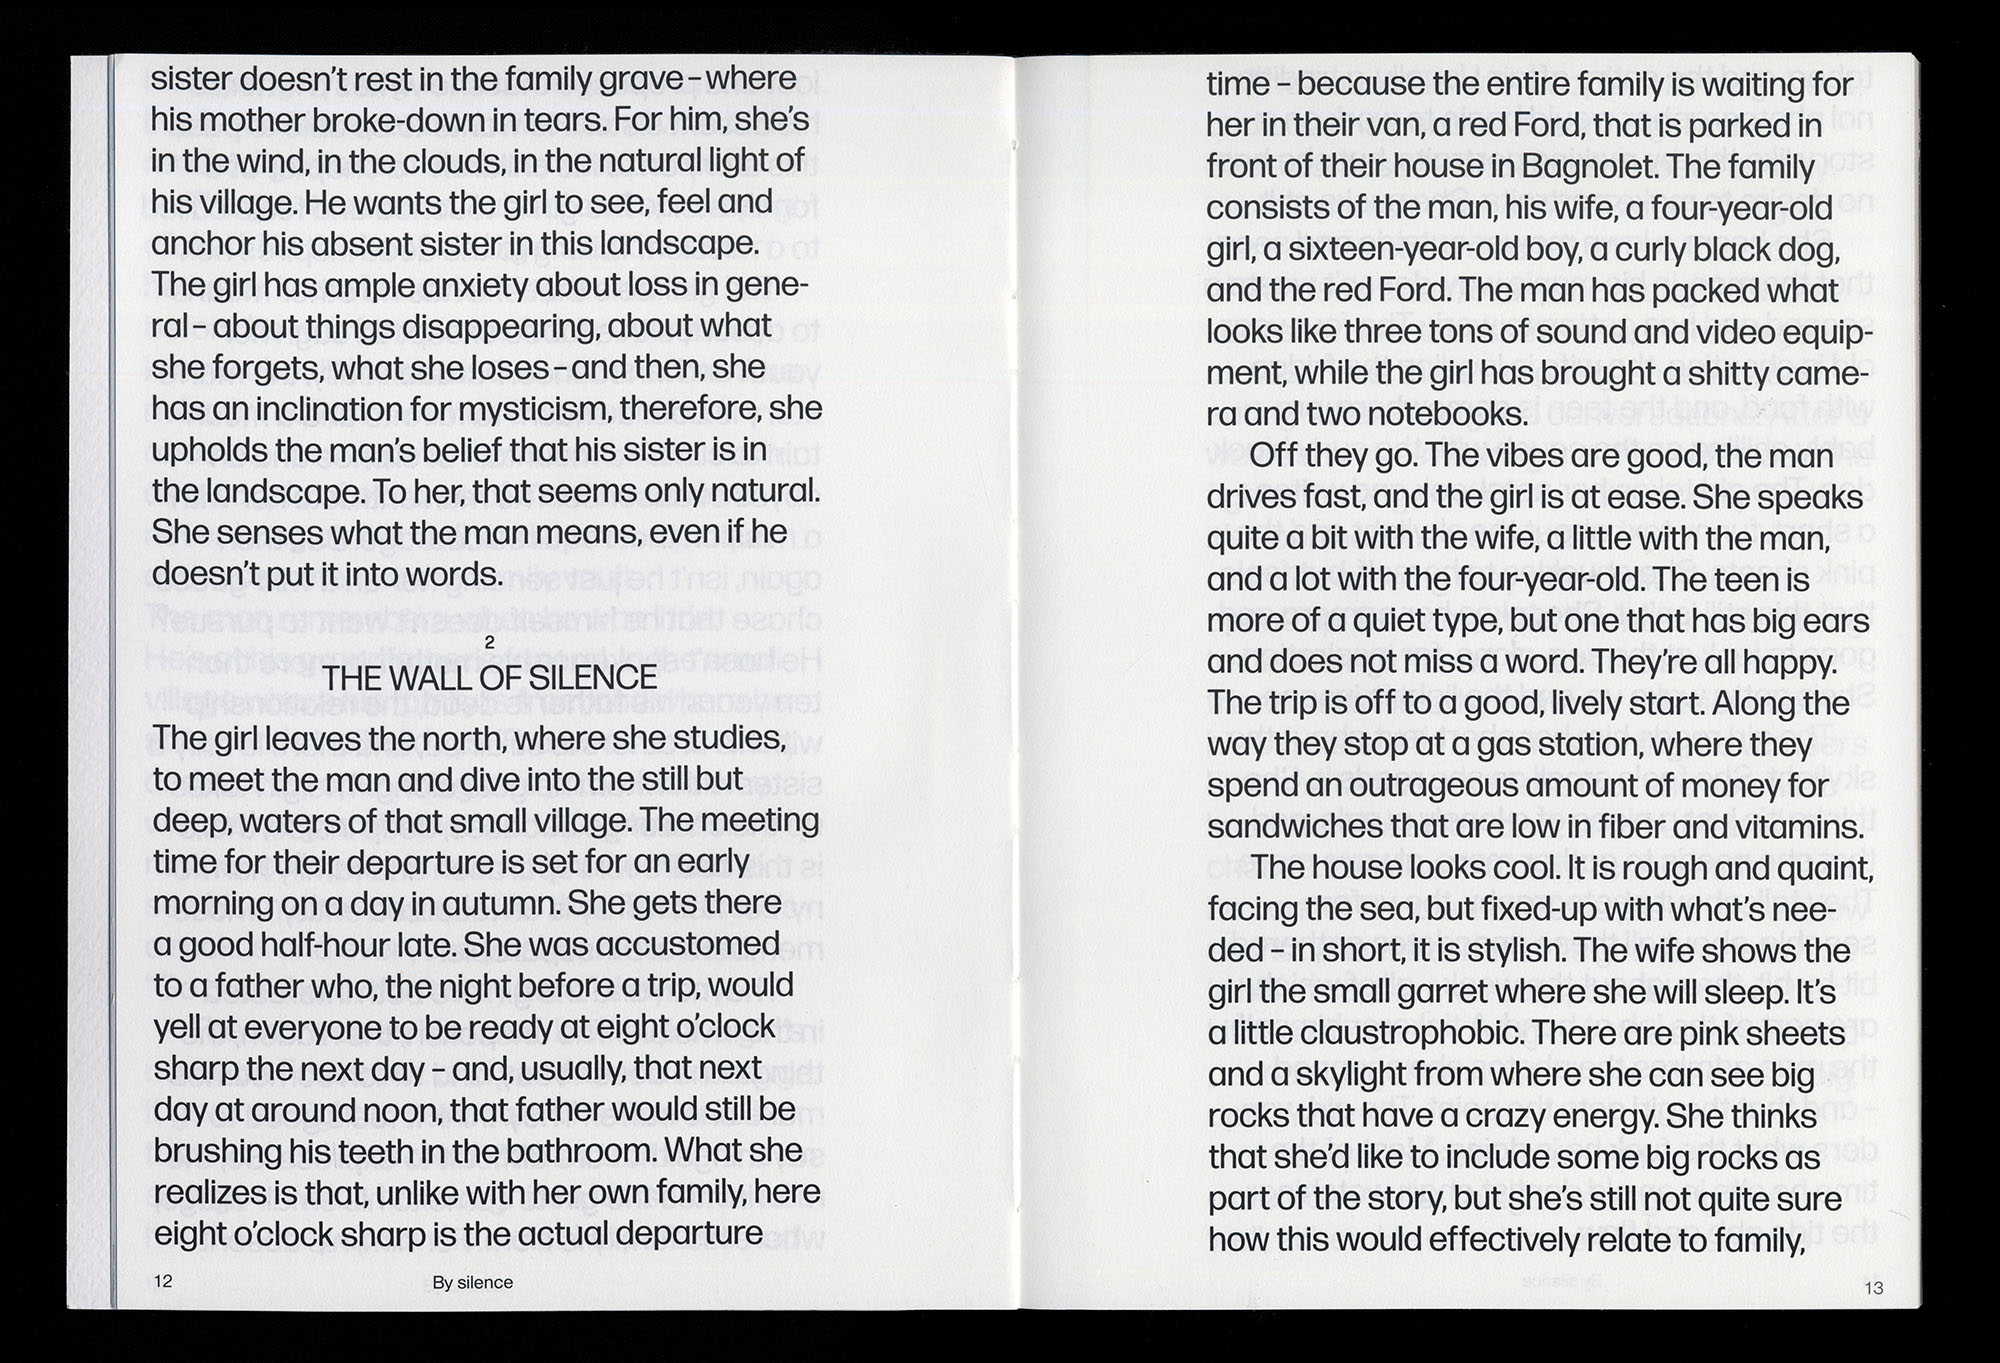 sister doesn't rest in the family grave – where
his mother broke-down in tears. For him, she's
in the wind, in the clouds, in the natural light of
his village. He wants the girl to see, feel and
anchor his absent sister in this landscape.
The girl has ample anxiety about loss in gene-
ral – about things disappearing, about what
she forgets, what she loses – and then, she
has an inclination for mysticism, therefore, she
upholds the man's belief that his sister is in
the landscape. To her, that seems only natural.
She senses what the man means, even if he
doesn't put it into words.
2
THE WALL OF SILENCE
The girl leaves the north, where she studies,
to meet the man and dive into the still but
deep, waters of that small village. The meeting
time for their departure is set for an early
morning on a day in autumn. She gets there
a good half-hour late. She was accustomed
to a father who, the night before a trip, would
yell at everyone to be ready at eight o'clock
sharp the next day – and, usually, that next
day at around noon, that father would still be
brushing his teeth in the bathroom. What she
realizes is that, unlike with her own family, here
eight o'clock sharp is the actual departure
12
By silence
time – because the entire family is waiting for
her in their van, a red Ford, that is parked in
front of their house in Bagnolet. The family
consists of the man, his wife, a four-year-old
girl, a sixteen-year-old boy, a curly black dog,
and the red Ford. The man has packed what
looks like three tons of sound and video equip-
ment, while the girl has brought a shitty came-
ra and two notebooks.
Off they go. The vibes are good, the man
drives fast, and the girl is at ease. She speaks
quite a bit with the wife, a little with the man,
and a lot with the four-year-old. The teen is
more of a quiet type, but one that has big ears
and does not miss a word. They're all happy.
The trip is off to a good, lively start. Along the
way they stop at a gas station, where they
spend an outrageous amount of money for
sandwiches that are low in fiber and vitamins.
The house looks cool. It is rough and quaint,
facing the sea, but fixed-up with what's nee-
ded – in short, it is stylish. The wife shows the
girl the small garret where she will sleep. It's
a little claustrophobic. There are pink sheets
and a skylight from where she can see big
rocks that have a crazy energy. She thinks
that she'd like to include some big rocks as
part of the story, but she's still not quite sure
how this would effectively relate to family,
13